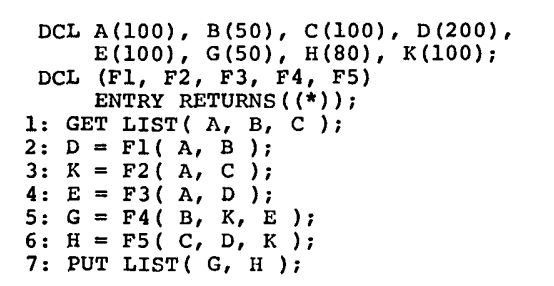 DCL A(100), B(50), C(100), D(200),
E(100), G(50), H(80), K(100);
DCL (F1, F2, F3, F4, F5)
ENTRY RETURNS((*));
1: GET LIST( A, B, C );
2: D = F1( A, B );
3: K = F2( A, C );
4: E = F3( A, D );
5: G = F4( B, K, E );
6: H = F5( C, D, K );
7: PUT LIST( G, H );